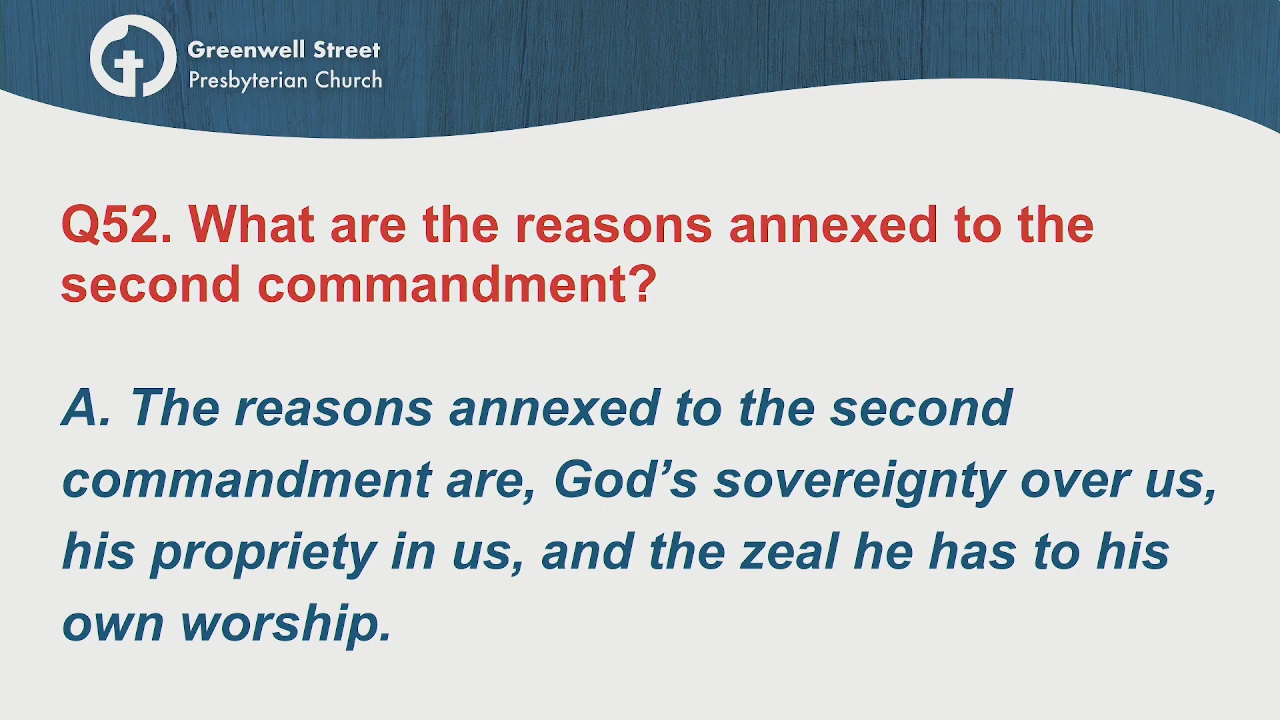 Greenwell Street
Presbyterian Church
Q52. What are the reasons annexed to the
second commandment?
A. The reasons annexed to the second
commandment are, God’s sovereignty over us,
his propriety in us, and the zeal he has to his
own worship.